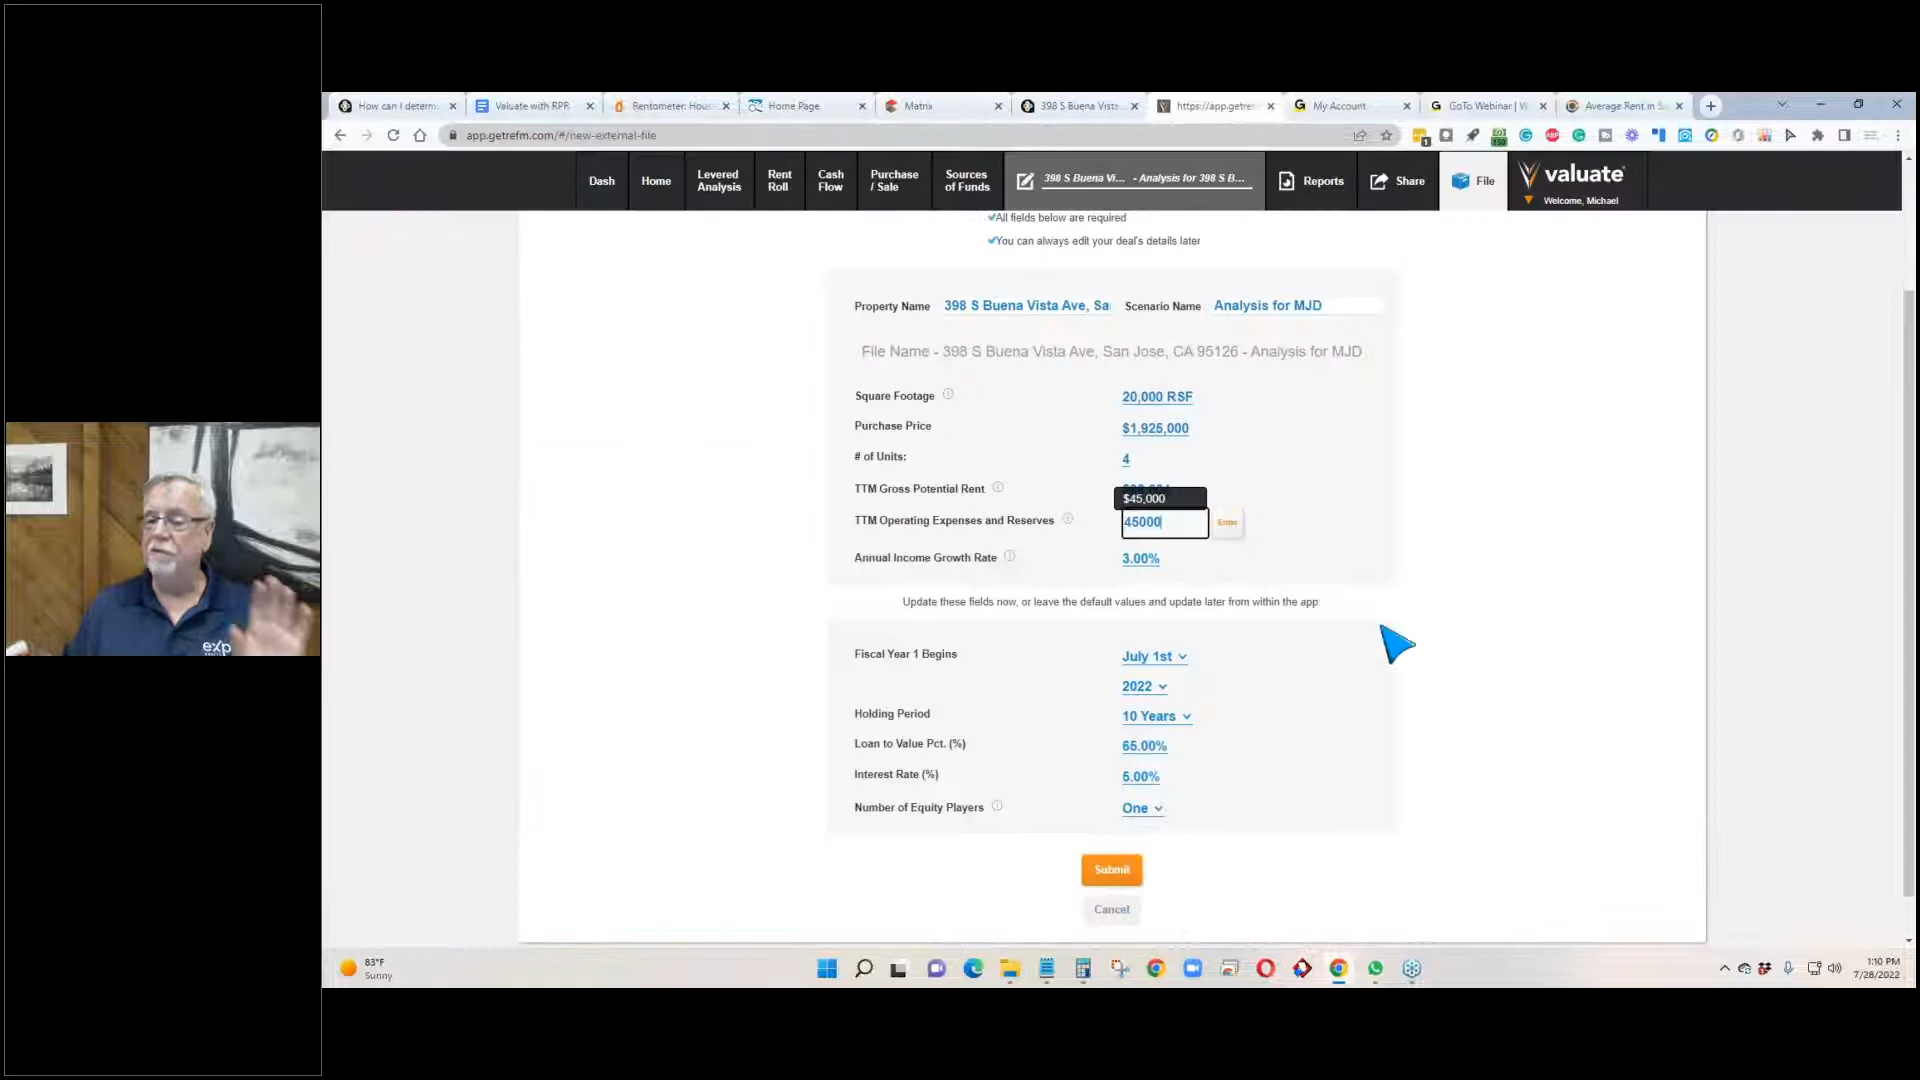 How can I determ
Valuate with RPR
Rentometer: Hous
Home Page
Matrix
398 S Buena Vista
https://app.getre
My Account
GoTo Webinar | W
Average Rent in S
app.getrefm.com/#/new-external-file
Dash
Home
Levered Analysis
Rent Roll
Cash Flow
Purchase / Sale
Sources of Funds
398 S Buena Vi... - Analysis for 398 S B...
Reports
Share
File
valuate
Welcome, Michael
All fields below are required
You can always edit your deal's details later
Property Name 398 S Buena Vista Ave, Sa Scenario Name Analysis for MJD
File Name - 398 S Buena Vista Ave, San Jose, CA 95126 - Analysis for MJD
Square Footage 20,000 RSF
Purchase Price $1,925,000
# of Units: 4
TTM Gross Potential Rent
$45,000
TTM Operating Expenses and Reserves 45000 Enter
Annual Income Growth Rate 3.00%
Update these fields now, or leave the default values and update later from within the app
Fiscal Year 1 Begins July 1st
2022
Holding Period 10 Years
Loan to Value Pct. (%) 65.00%
Interest Rate (%) 5.00%
Number of Equity Players One
Submit
Cancel
exp
83°F
Sunny
1:10 PM
7/28/2022